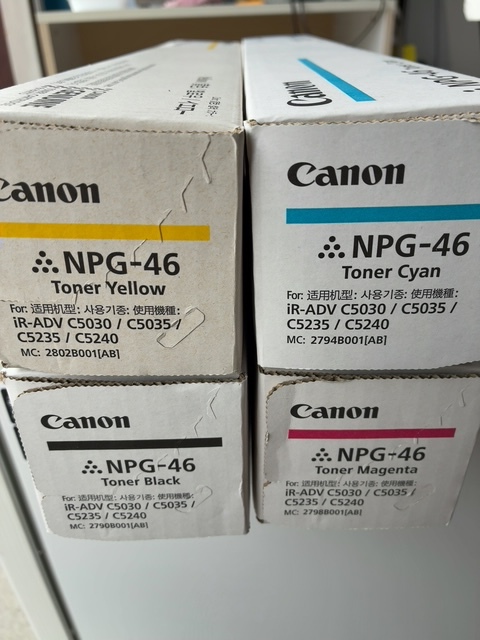 Canon
Canon
Canon
NPG-46
Toner Yellow
For: 适用机型: 사용기종: 使用機種:
iR-ADV C5030 / C5035 /
C5235 / C5240
MC: 2802B001[AB]
Canon
NPG-46
Toner Cyan
For: 适用机型: 사용기종: 使用機種:
iR-ADV C5030 / C5035 /
C5235 / C5240
MC: 2794B001[AB]
Canon
NPG-46
Toner Black
For: 适用机型: 사용기종: 使用機種:
iR-ADV C5030 / C5035 /
C5235 / C5240
MC: 2790B001[AB]
Canon
NPG-46
Toner Magenta
For: 适用机型: 사용기종: 使用機種:
iR-ADV C5030 / C5035 /
C5235 / C5240
MC: 2798B001[AB]